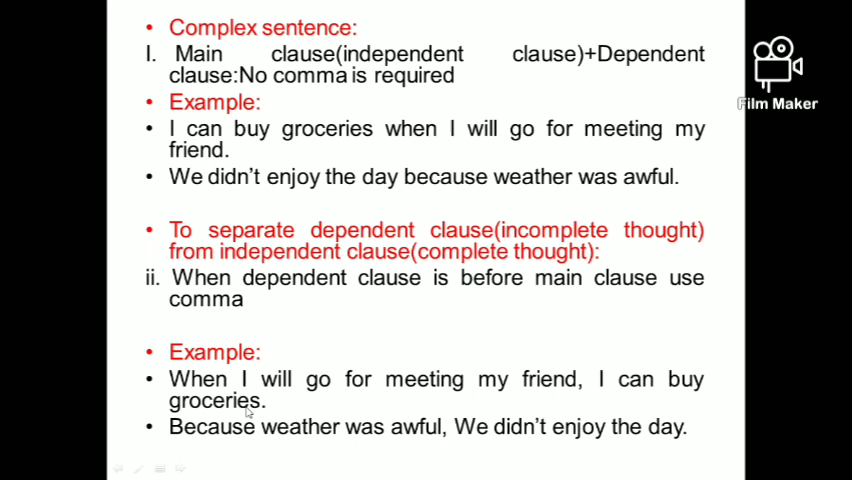 • Complex sentence:
I. Main clause(independent clause)+Dependent
clause:No comma is required
• Example:
• I can buy groceries when I will go for meeting my
friend.
• We didn't enjoy the day because weather was awful.
• To separate dependent clause(incomplete thought)
from independent clause(complete thought):
ii. When dependent clause is before main clause use
comma
• Example:
• When I will go for meeting my friend, I can buy
groceries.
• Because weather was awful, We didn't enjoy the day.
Film Maker